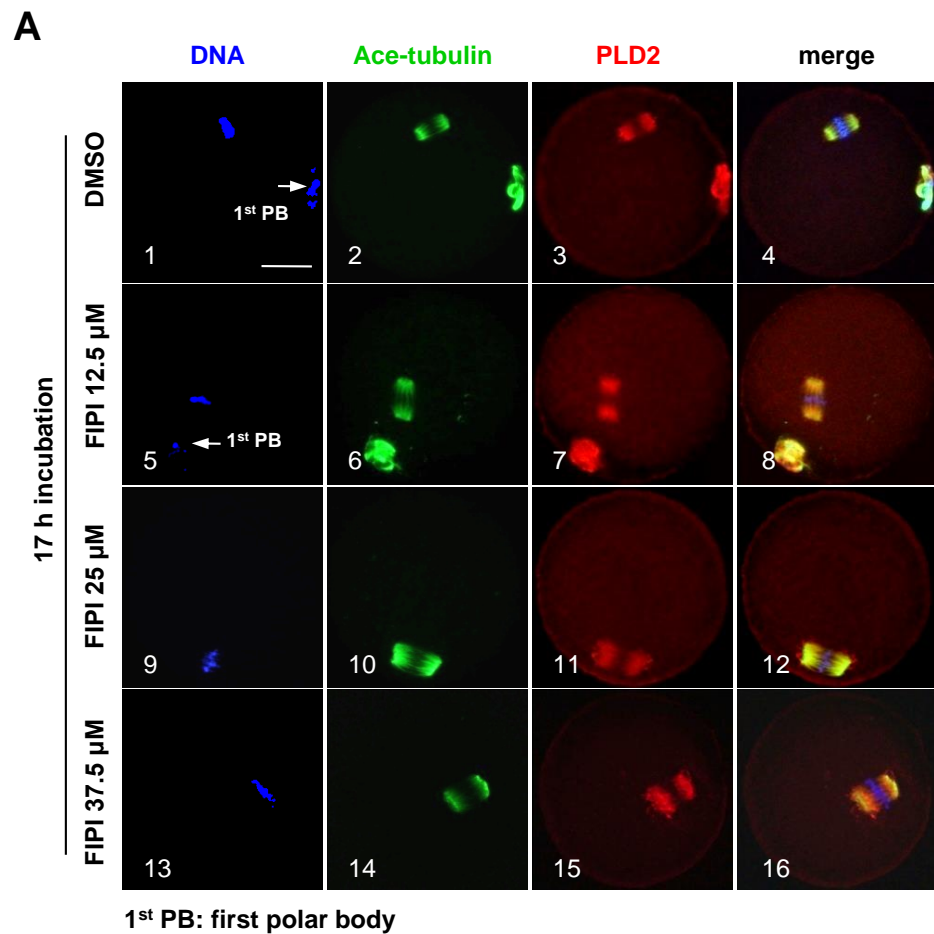 A
DNA Ace-tubulin PLD2 merge
17 h incubation
DMSO
1st PB
1 2 3 4
FIPI 12.5 µM
1st PB
5 6 7 8
FIPI 25 µM
9 10 11 12
FIPI 37.5 µM
13 14 15 16
1st PB: first polar body